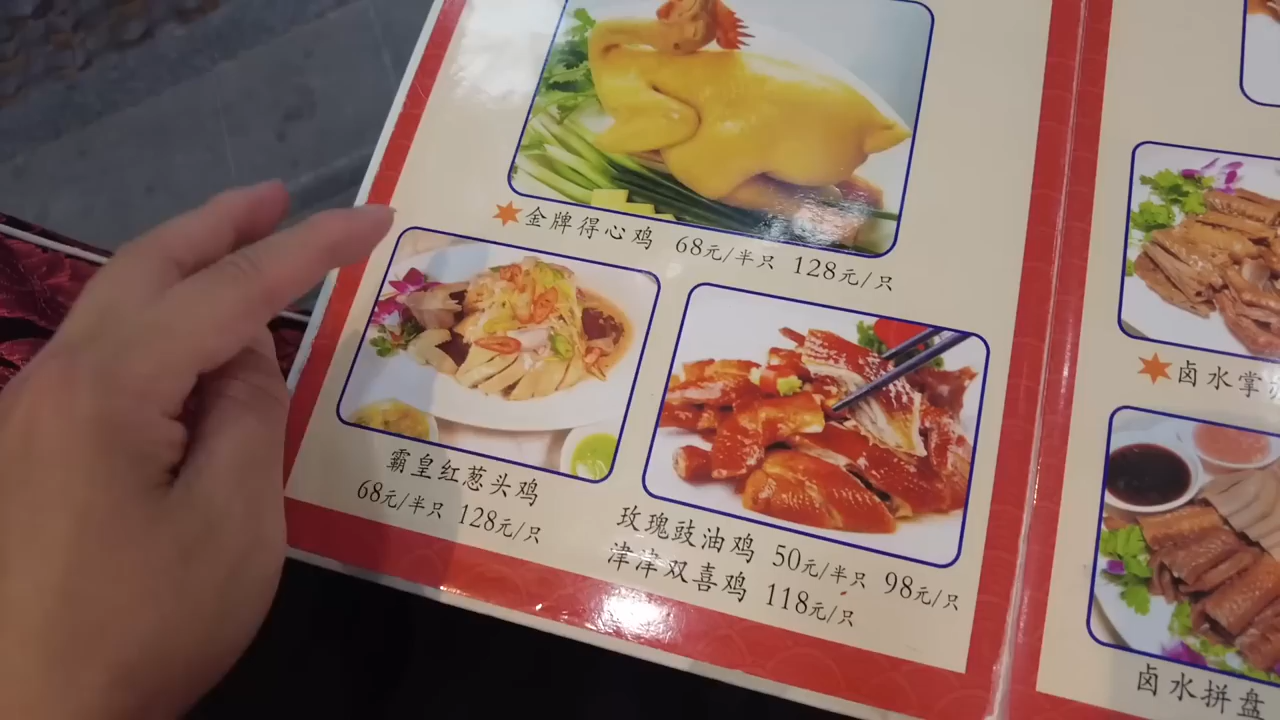 金牌得心鸡 68元/半只 128元/只
霸皇红葱头鸡
68元/半只 128元/只
玫瑰豉油鸡 50元/半只 98元/只
津津双喜鸡 118元/只
卤水掌
卤水拼盘